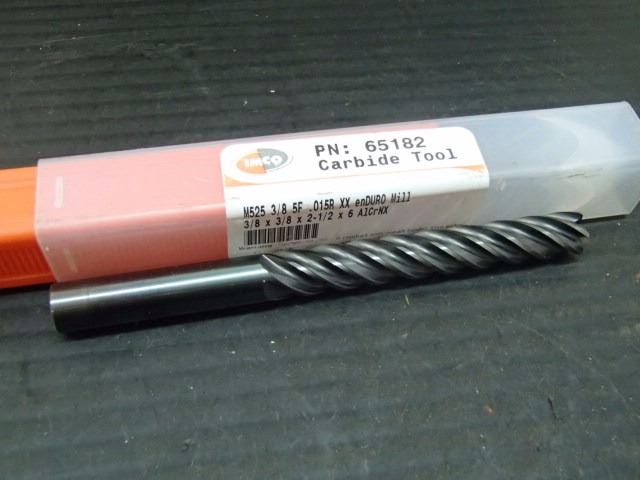 IMCO
PN: 65182
Carbide Tool
M525 3/8 5F .015R XX enDURO Mill
3/8 x 3/8 x 2-1/2 x 6 AlCrNX